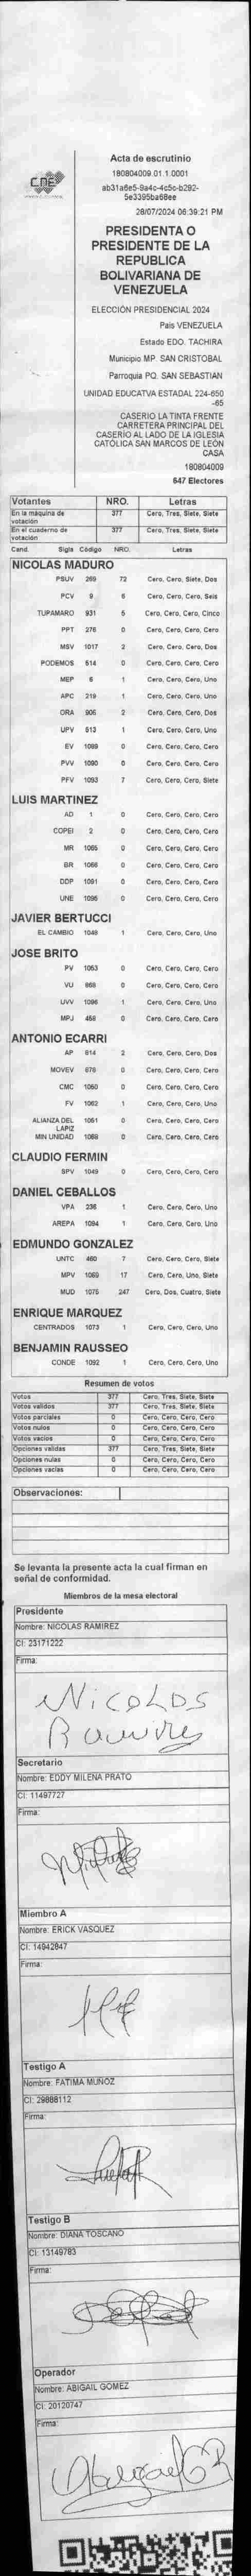 CNE
Acta de escrutinio
180804009.01.1.0001
ab31a6e5-9a4c-4c5c-b292-
5e3395ba68ee
28/07/2024 06:39:21 PM
PRESIDENTA O
PRESIDENTE DE LA
REPUBLICA
BOLIVARIANA DE
VENEZUELA
ELECCIÓN PRESIDENCIAL 2024
País VENEZUELA
Estado EDO. TACHIRA
Municipio MP. SAN CRISTOBAL
Parroquia PQ. SAN SEBASTIAN
UNIDAD EDUCATVA ESTADAL 224-650
-65
CASERIO LA TINTA FRENTE
CARRETERA PRINCIPAL DEL
CASERÍO AL LADO DE LA IGLESIA
CATÓLICA SAN MARCOS DE LEÓN
CASA
180804009
647 Electores
Votantes NRO. Letras
En la máquina de votación 377 Cero, Tres, Siete, Siete
En el cuaderno de votación 377 Cero, Tres, Siete, Siete
Cand. Sigla Código NRO. Letras
NICOLAS MADURO
PSUV 269 72 Cero, Cero, Siete, Dos
PCV 9 6 Cero, Cero, Cero, Seis
TUPAMARO 931 5 Cero, Cero, Cero, Cinco
PPT 276 0 Cero, Cero, Cero, Cero
MSV 1017 2 Cero, Cero, Cero, Dos
PODEMOS 514 0 Cero, Cero, Cero, Cero
MEP 6 1 Cero, Cero, Cero, Uno
APC 219 1 Cero, Cero, Cero, Uno
ORA 906 2 Cero, Cero, Cero, Dos
UPV 613 1 Cero, Cero, Cero, Uno
EV 1089 0 Cero, Cero, Cero, Cero
PVV 1090 0 Cero, Cero, Cero, Cero
PFV 1093 7 Cero, Cero, Cero, Siete
LUIS MARTINEZ
AD 1 0 Cero, Cero, Cero, Cero
COPEI 2 0 Cero, Cero, Cero, Cero
MR 1065 0 Cero, Cero, Cero, Cero
BR 1066 0 Cero, Cero, Cero, Cero
DDP 1091 0 Cero, Cero, Cero, Cero
UNE 1095 0 Cero, Cero, Cero, Cero
JAVIER BERTUCCI
EL CAMBIO 1048 1 Cero, Cero, Cero, Uno
JOSE BRITO
PV 1053 0 Cero, Cero, Cero, Cero
VU 868 0 Cero, Cero, Cero, Cero
UVV 1096 1 Cero, Cero, Cero, Uno
MPJ 458 0 Cero, Cero, Cero, Cero
ANTONIO ECARRI
AP 814 2 Cero, Cero, Cero, Dos
MOVEV 878 0 Cero, Cero, Cero, Cero
CMC 1050 0 Cero, Cero, Cero, Cero
FV 1062 1 Cero, Cero, Cero, Uno
ALIANZA DEL LAPIZ 1051 0 Cero, Cero, Cero, Cero
MIN UNIDAD 1068 0 Cero, Cero, Cero, Cero
CLAUDIO FERMIN
SPV 1049 0 Cero, Cero, Cero, Cero
DANIEL CEBALLOS
VPA 236 1 Cero, Cero, Cero, Uno
AREPA 1094 1 Cero, Cero, Cero, Uno
EDMUNDO GONZALEZ
UNTC 460 7 Cero, Cero, Cero, Siete
MPV 1069 17 Cero, Cero, Uno, Siete
MUD 1075 247 Cero, Dos, Cuatro, Siete
ENRIQUE MARQUEZ
CENTRADOS 1073 1 Cero, Cero, Cero, Uno
BENJAMIN RAUSSEO
CONDE 1092 1 Cero, Cero, Cero, Uno
Resumen de votos
Votos 377 Cero, Tres, Siete, Siete
Votos validos 377 Cero, Tres, Siete, Siete
Votos parciales 0 Cero, Cero, Cero, Cero
Votos nulos 0 Cero, Cero, Cero, Cero
Votos vacios 0 Cero, Cero, Cero, Cero
Opciones validas 377 Cero, Tres, Siete, Siete
Opciones nulas 0 Cero, Cero, Cero, Cero
Opciones vacias 0 Cero, Cero, Cero, Cero
Observaciones:
Se levanta la presente acta la cual firman en
señal de conformidad.
Miembros de la mesa electoral
Presidente
Nombre: NICOLAS RAMIREZ
CI: 23171222
Firma:
Nicolas
Ramirez
Secretario
Nombre: EDDY MILENA PRATO
CI: 11497727
Firma:
Miembro A
Nombre: ERICK VASQUEZ
CI: 14942847
Firma:
Testigo A
Nombre: FATIMA MUÑOZ
CI: 29888112
Firma:
Testigo B
Nombre: DIANA TOSCANO
CI: 13149783
Firma:
Operador
Nombre: ABIGAIL GOMEZ
CI: 20120747
Firma: